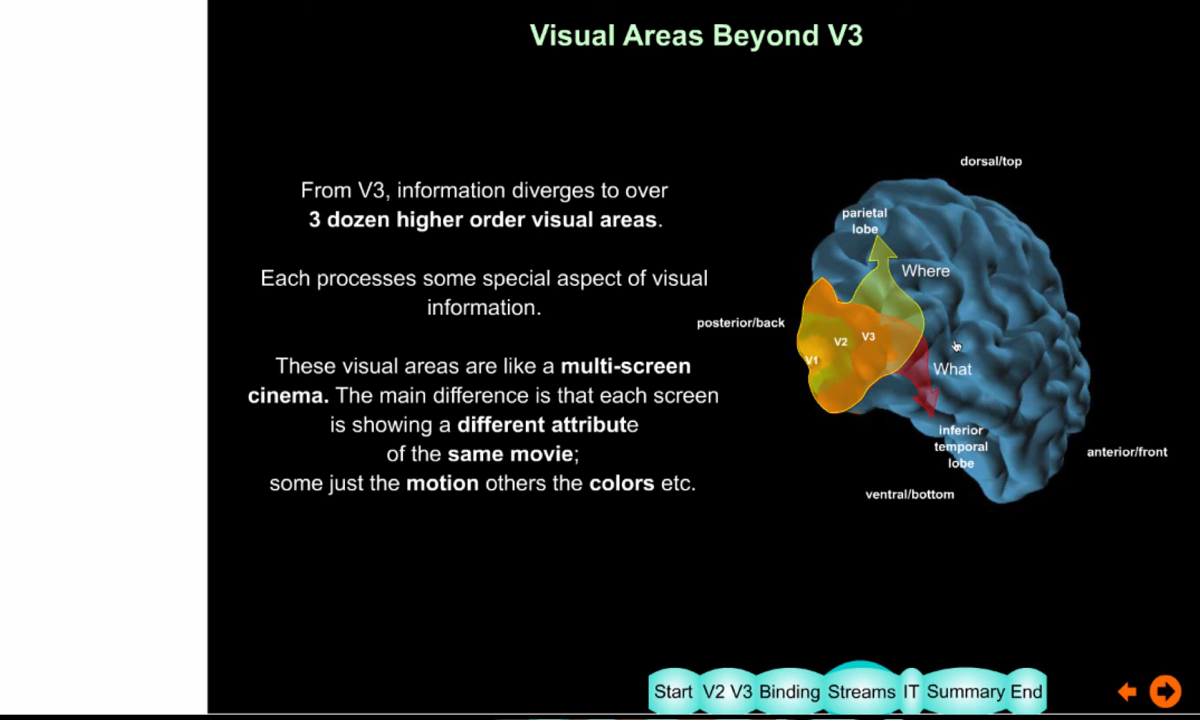 Visual Areas Beyond V3
From V3, information diverges to over
3 dozen higher order visual areas.
Each processes some special aspect of visual
information.
These visual areas are like a multi-screen
cinema. The main difference is that each screen
is showing a different attribute
of the same movie;
some just the motion others the colors etc.
dorsal/top
parietal
lobe
Where
posterior/back
V1
V2
V3
What
inferior
temporal
lobe
anterior/front
ventral/bottom
Start V2 V3 Binding Streams IT Summary End